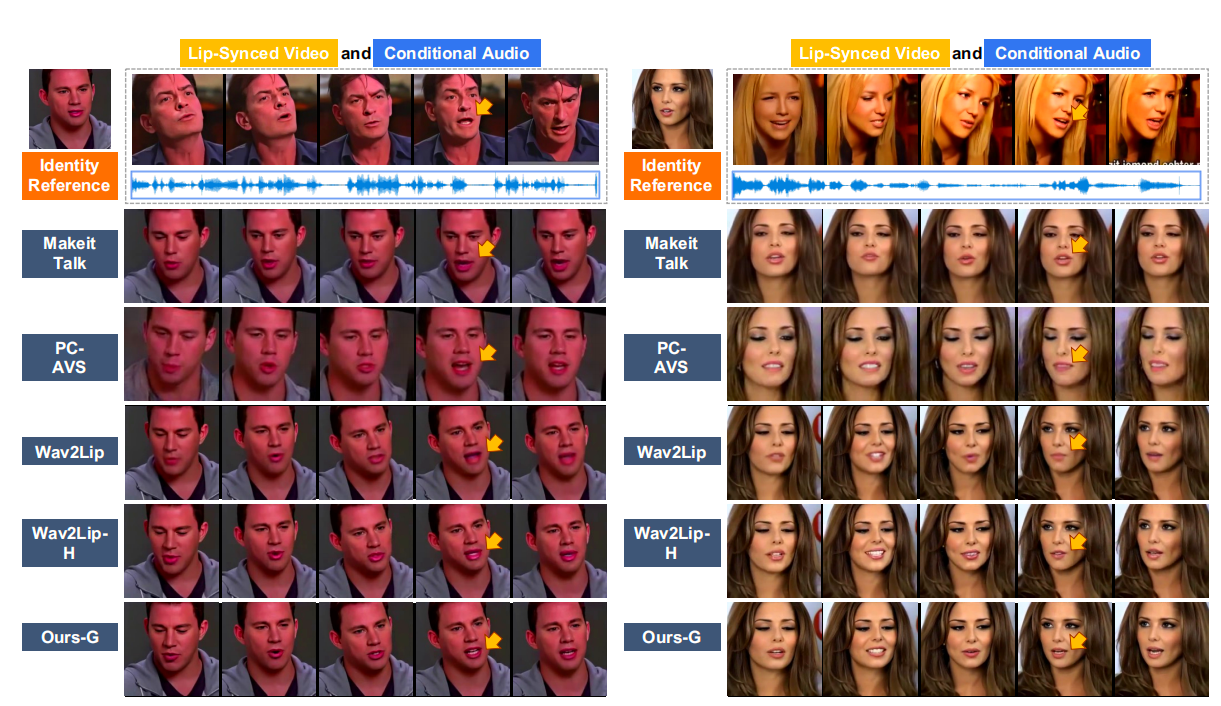 Lip-Synced Video and Conditional Audio
Identity
Reference
Makeit
Talk
PC-
AVS
Wav2Lip
Wav2Lip-
H
Ours-G
Lip-Synced Video and Conditional Audio
Identity
Reference
Makeit
Talk
PC-
AVS
Wav2Lip
Wav2Lip-
H
Ours-G